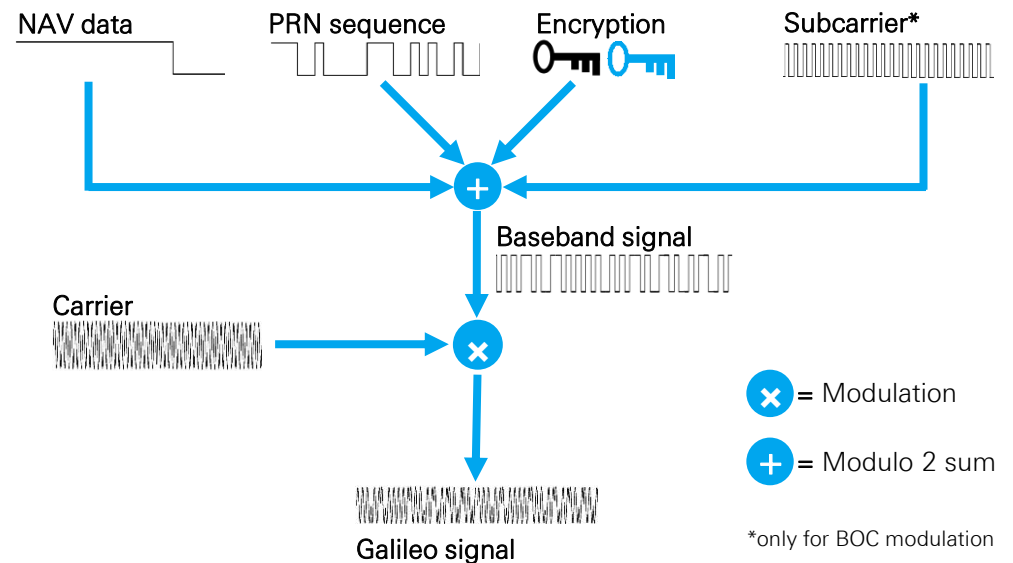 NAV data
PRN sequence
Encryption
Subcarrier*
+
Baseband signal
Carrier
×
× = Modulation
+ = Modulo 2 sum
Galileo signal
*only for BOC modulation